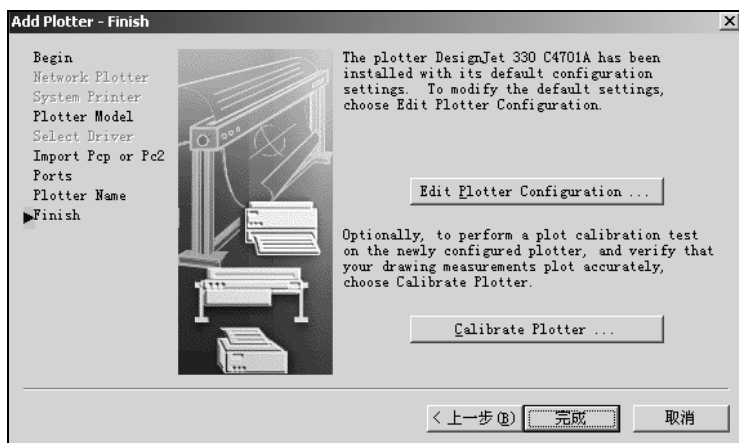 Add Plotter - Finish
Begin
Network Plotter
System Printer
Plotter Model
Select Driver
Import Pcp or Pc2
Ports
Plotter Name
Finish
The plotter DesignJet 330 C4701A has been
installed with its default configuration
settings. To modify the default settings,
choose Edit Plotter Configuration.
Edit Plotter Configuration ...
Optionally, to perform a plot calibration test
on the newly configured plotter, and verify that
your drawing measurements plot accurately,
choose Calibrate Plotter.
Calibrate Plotter ...
< 上一步(B)
完成
取消